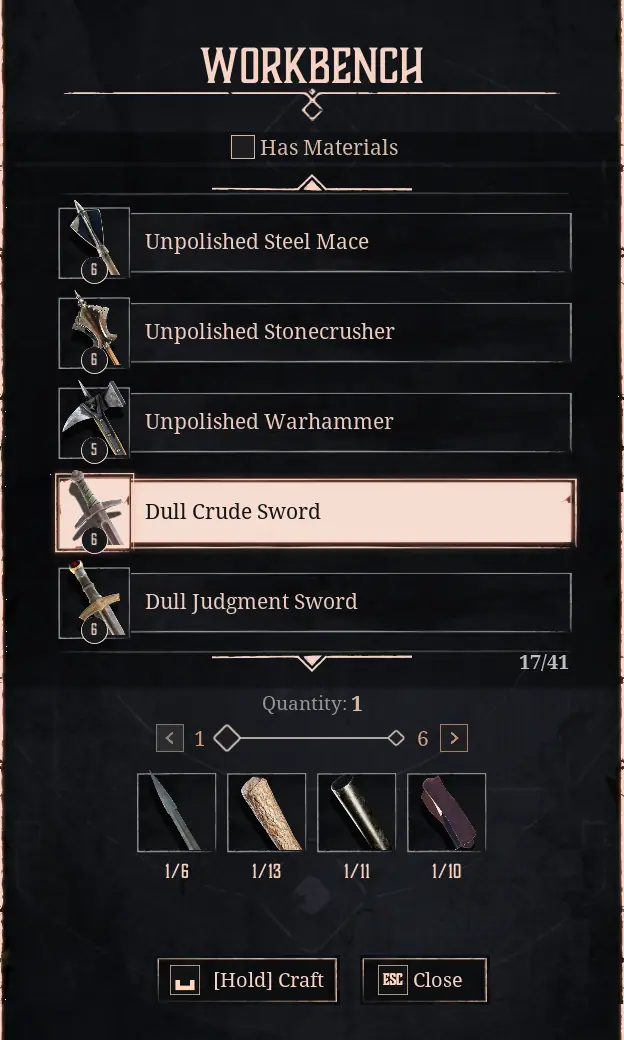 WORKBENCH
Has Materials
6
Unpolished Steel Mace
6
Unpolished Stonecrusher
5
Unpolished Warhammer
6
Dull Crude Sword
6
Dull Judgment Sword
17/41
Quantity: 1
< 1 6 >
1/6 1/13 1/11 1/10
[Hold] Craft ESC Close